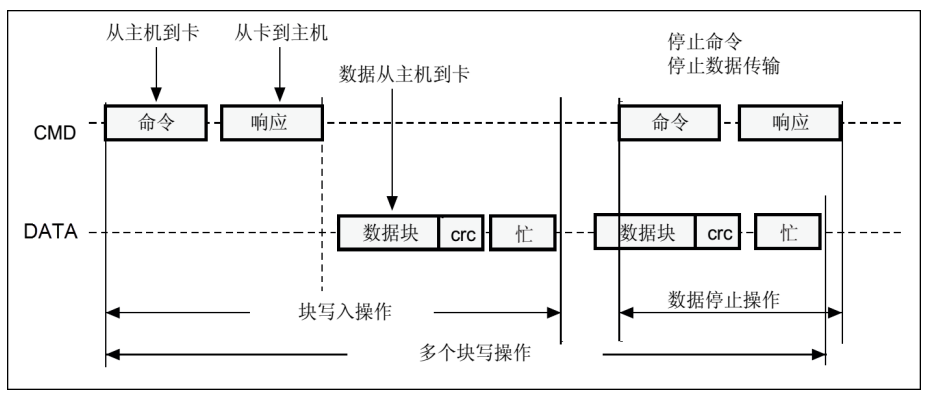 从主机到卡
从卡到主机
停止命令
停止数据传输
数据从主机到卡
CMD
命令
响应
命令
响应
DATA
数据块
crc
忙
数据块
crc
忙
块写入操作
数据停止操作
多个块写操作